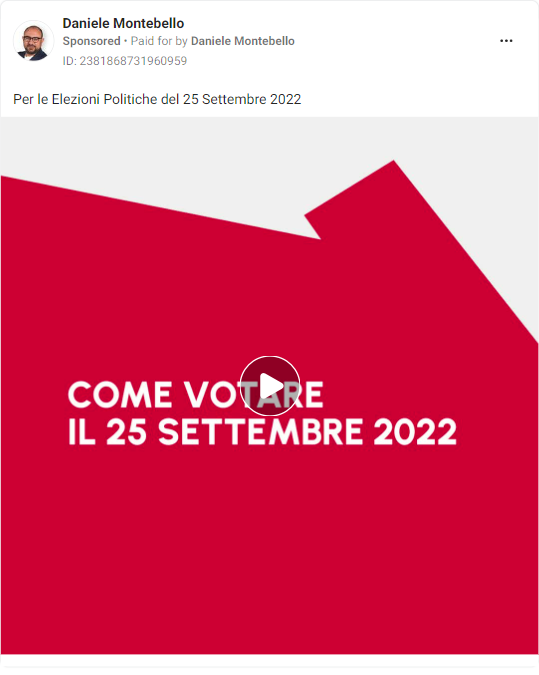 Daniele Montebello
Sponsored • Paid for by Daniele Montebello
ID: 2381868731960959
Per le Elezioni Politiche del 25 Settembre 2022
COME VOTARE
IL 25 SETTEMBRE 2022